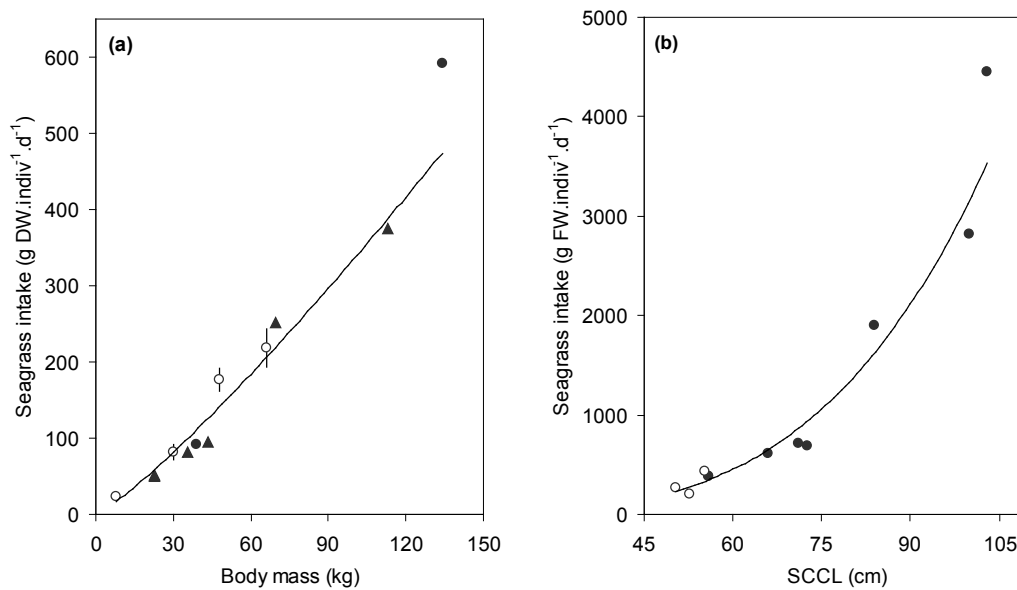 (a)
Seagrass intake (g DW.indiv⁻¹.d⁻¹)
600
500
400
300
200
100
0
0 30 60 90 120 150
Body mass (kg)
(b)
Seagrass intake (g FW.indiv⁻¹.d⁻¹)
5000
4000
3000
2000
1000
0
45 60 75 90 105
SCCL (cm)